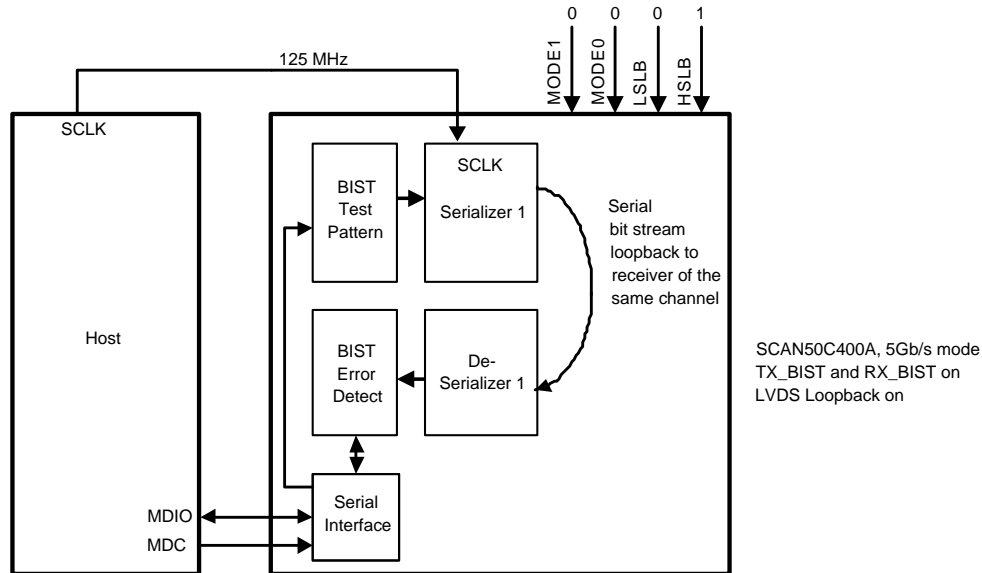 0
0
0
1
MODE1
MODE0
LSLB
HSLB
125 MHz
SCLK
Host
MDIO
MDC
BIST
Test
Pattern
SCLK
Serializer 1
Serial
bit stream
loopback to
receiver of the
same channel
BIST
Error
Detect
De-
Serializer 1
Serial
Interface
SCAN50C400A, 5Gb/s mode
TX_BIST and RX_BIST on
LVDS Loopback on